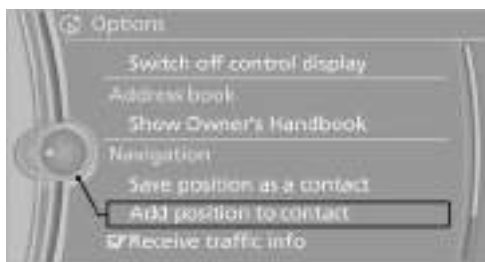 Options
Switch off control display
Address book
Show Owner's Handbook
Navigation
Save position as a contact
Add position to contact
Receive traffic info